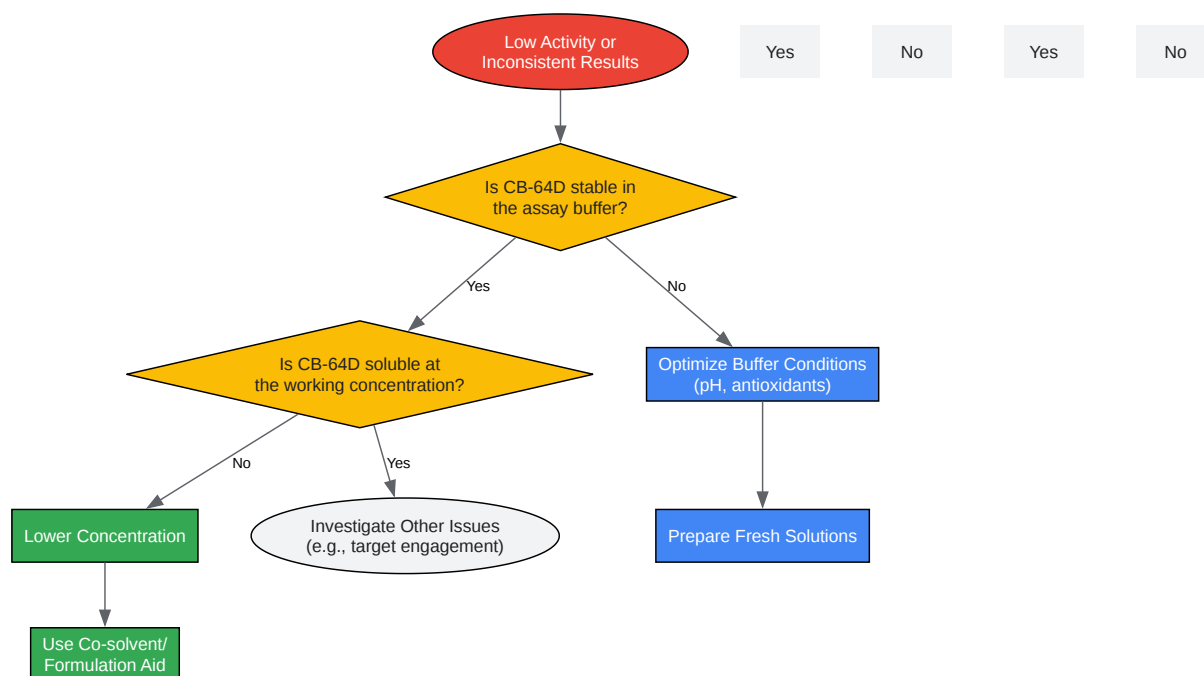 Low Activity or
Inconsistent Results
Yes
No
Yes
No
Is CB-64D stable in
the assay buffer?
Yes
No
Is CB-64D soluble at
the working concentration?
Optimize Buffer Conditions
(pH, antioxidants)
No
Yes
Lower Concentration
Investigate Other Issues
(e.g., target engagement)
Prepare Fresh Solutions
Use Co-solvent/
Formulation Aid